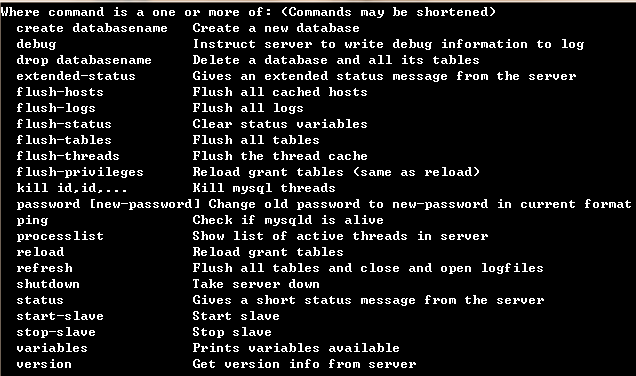 Where command is a one or more of: (Commands may be shortened)
create databasename Create a new database
debug Instruct server to write debug information to log
drop databasename Delete a database and all its tables
extended-status Gives an extended status message from the server
flush-hosts Flush all cached hosts
flush-logs Flush all logs
flush-status Clear status variables
flush-tables Flush all tables
flush-threads Flush the thread cache
flush-privileges Reload grant tables (same as reload)
kill id,id,... Kill mysql threads
password [new-password] Change old password to new-password in current format
ping Check if mysqld is alive
processlist Show list of active threads in server
reload Reload grant tables
refresh Flush all tables and close and open logfiles
shutdown Take server down
status Gives a short status message from the server
start-slave Start slave
stop-slave Stop slave
variables Prints variables available
version Get version info from server